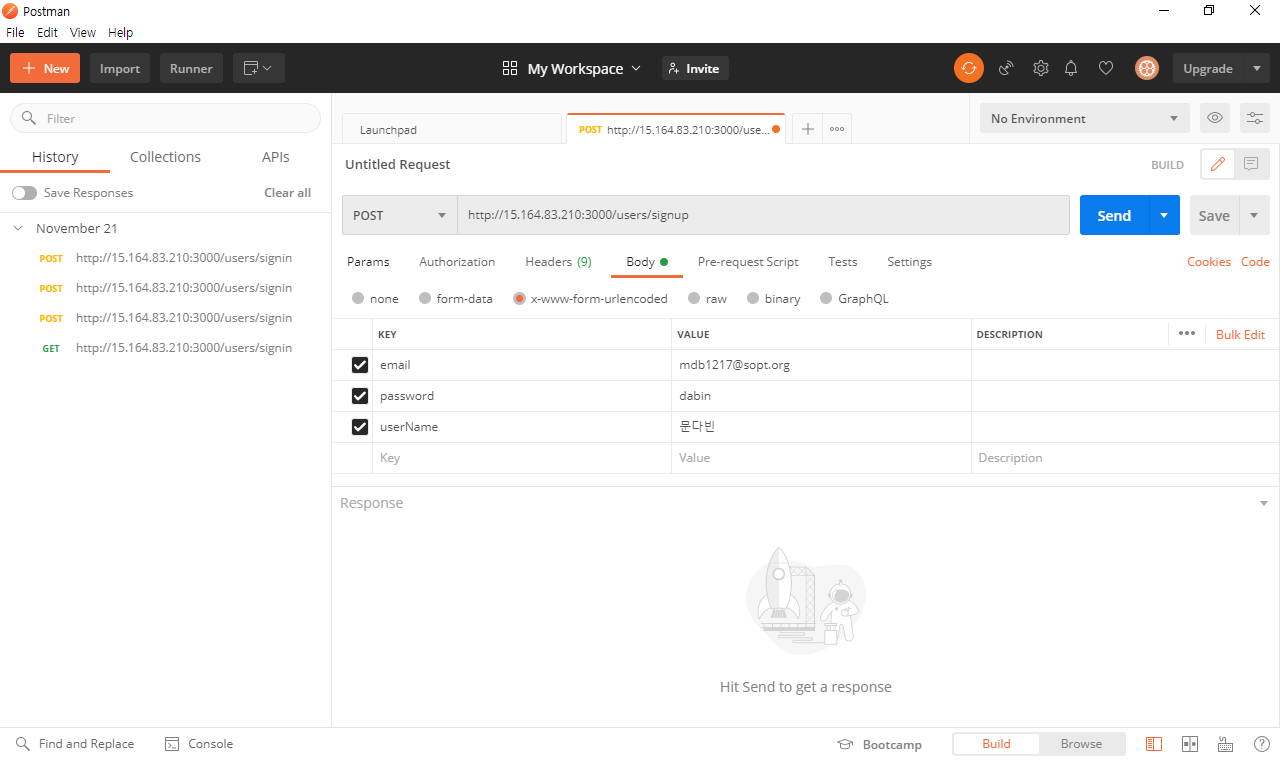 Postman
File Edit View Help
New Import Runner My Workspace Invite Upgrade
Filter
History Collections APIs
Save Responses Clear all
November 21
POST http://15.164.83.210:3000/users/signin
POST http://15.164.83.210:3000/users/signin
POST http://15.164.83.210:3000/users/signin
GET http://15.164.83.210:3000/users/signin
Launchpad POST http://15.164.83.210:3000/use... No Environment
Untitled Request BUILD
POST http://15.164.83.210:3000/users/signup Send Save
Params Authorization Headers (9) Body Pre-request Script Tests Settings Cookies Code
none form-data x-www-form-urlencoded raw binary GraphQL
KEY VALUE DESCRIPTION Bulk Edit
email mdb1217@sopt.org
password dabin
userName 문다빈
Key Value Description
Response
Hit Send to get a response
Find and Replace Console Bootcamp Build Browse